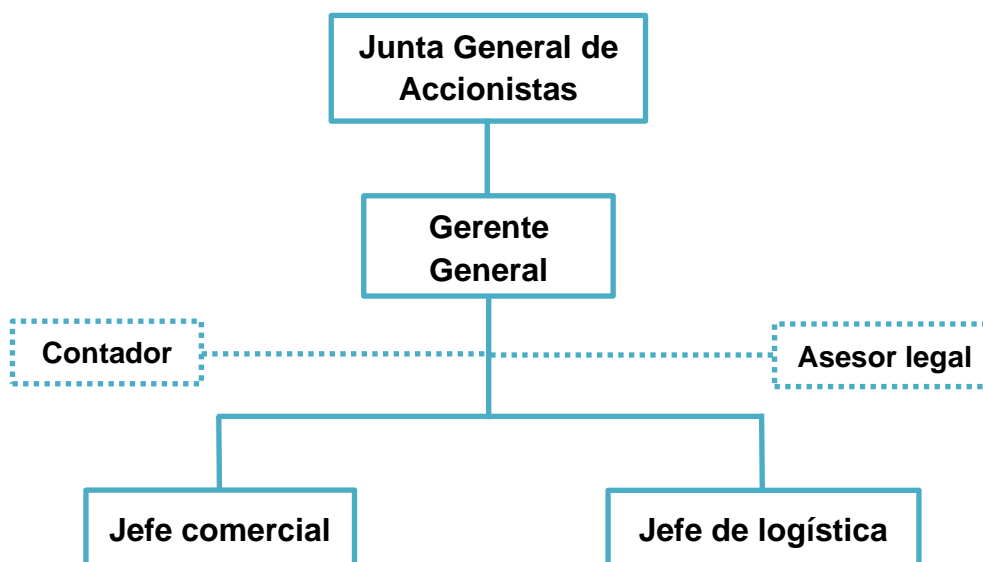 Junta General de
Accionistas
Gerente
General
Contador
Asesor legal
Jefe comercial
Jefe de logística